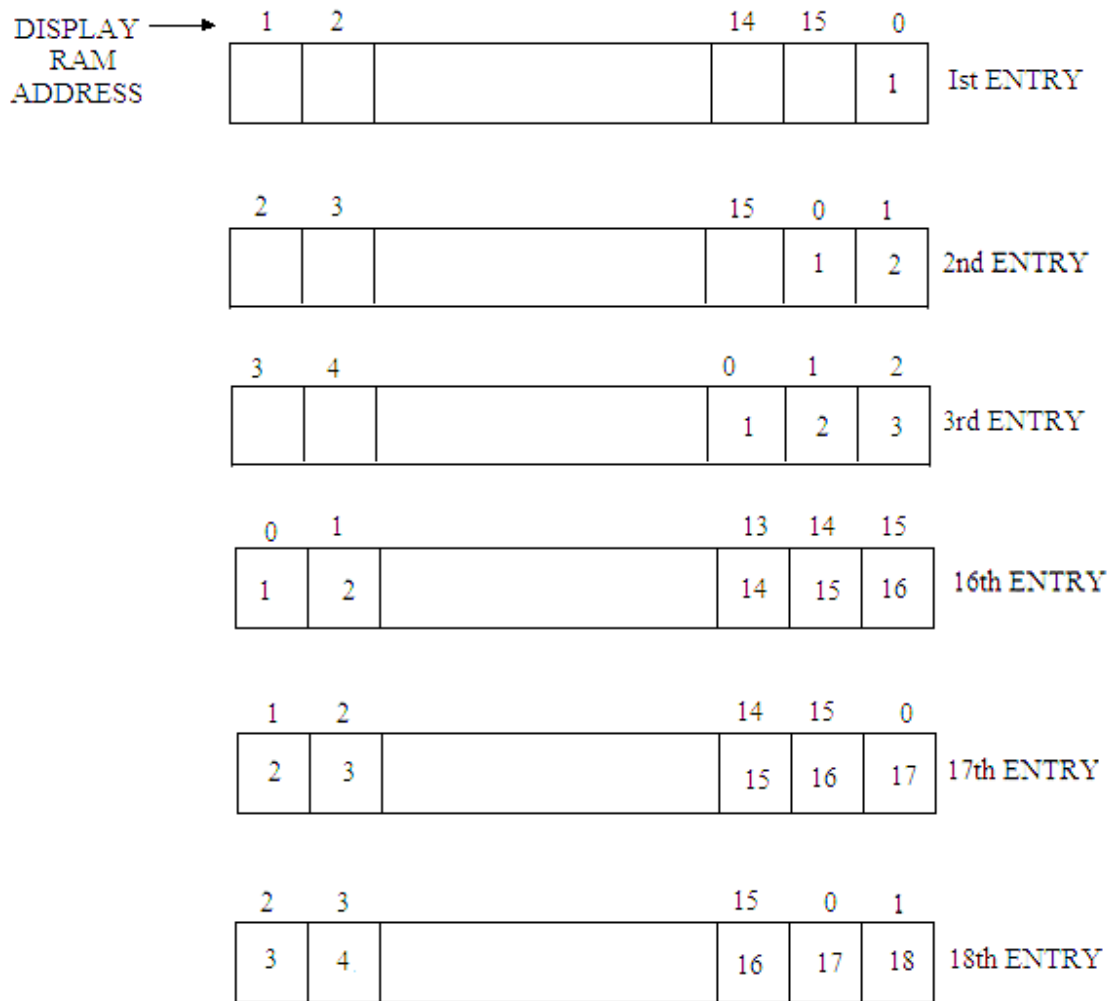 DISPLAY RAM ADDRESS
1 2 14 15 0
1 Ist ENTRY
2 3 15 0 1
1 2 2nd ENTRY
3 4 0 1 2
1 2 3 3rd ENTRY
0 1 13 14 15
1 2 14 15 16 16th ENTRY
1 2 14 15 0
2 3 15 16 17 17th ENTRY
2 3 15 0 1
3 4 16 17 18 18th ENTRY